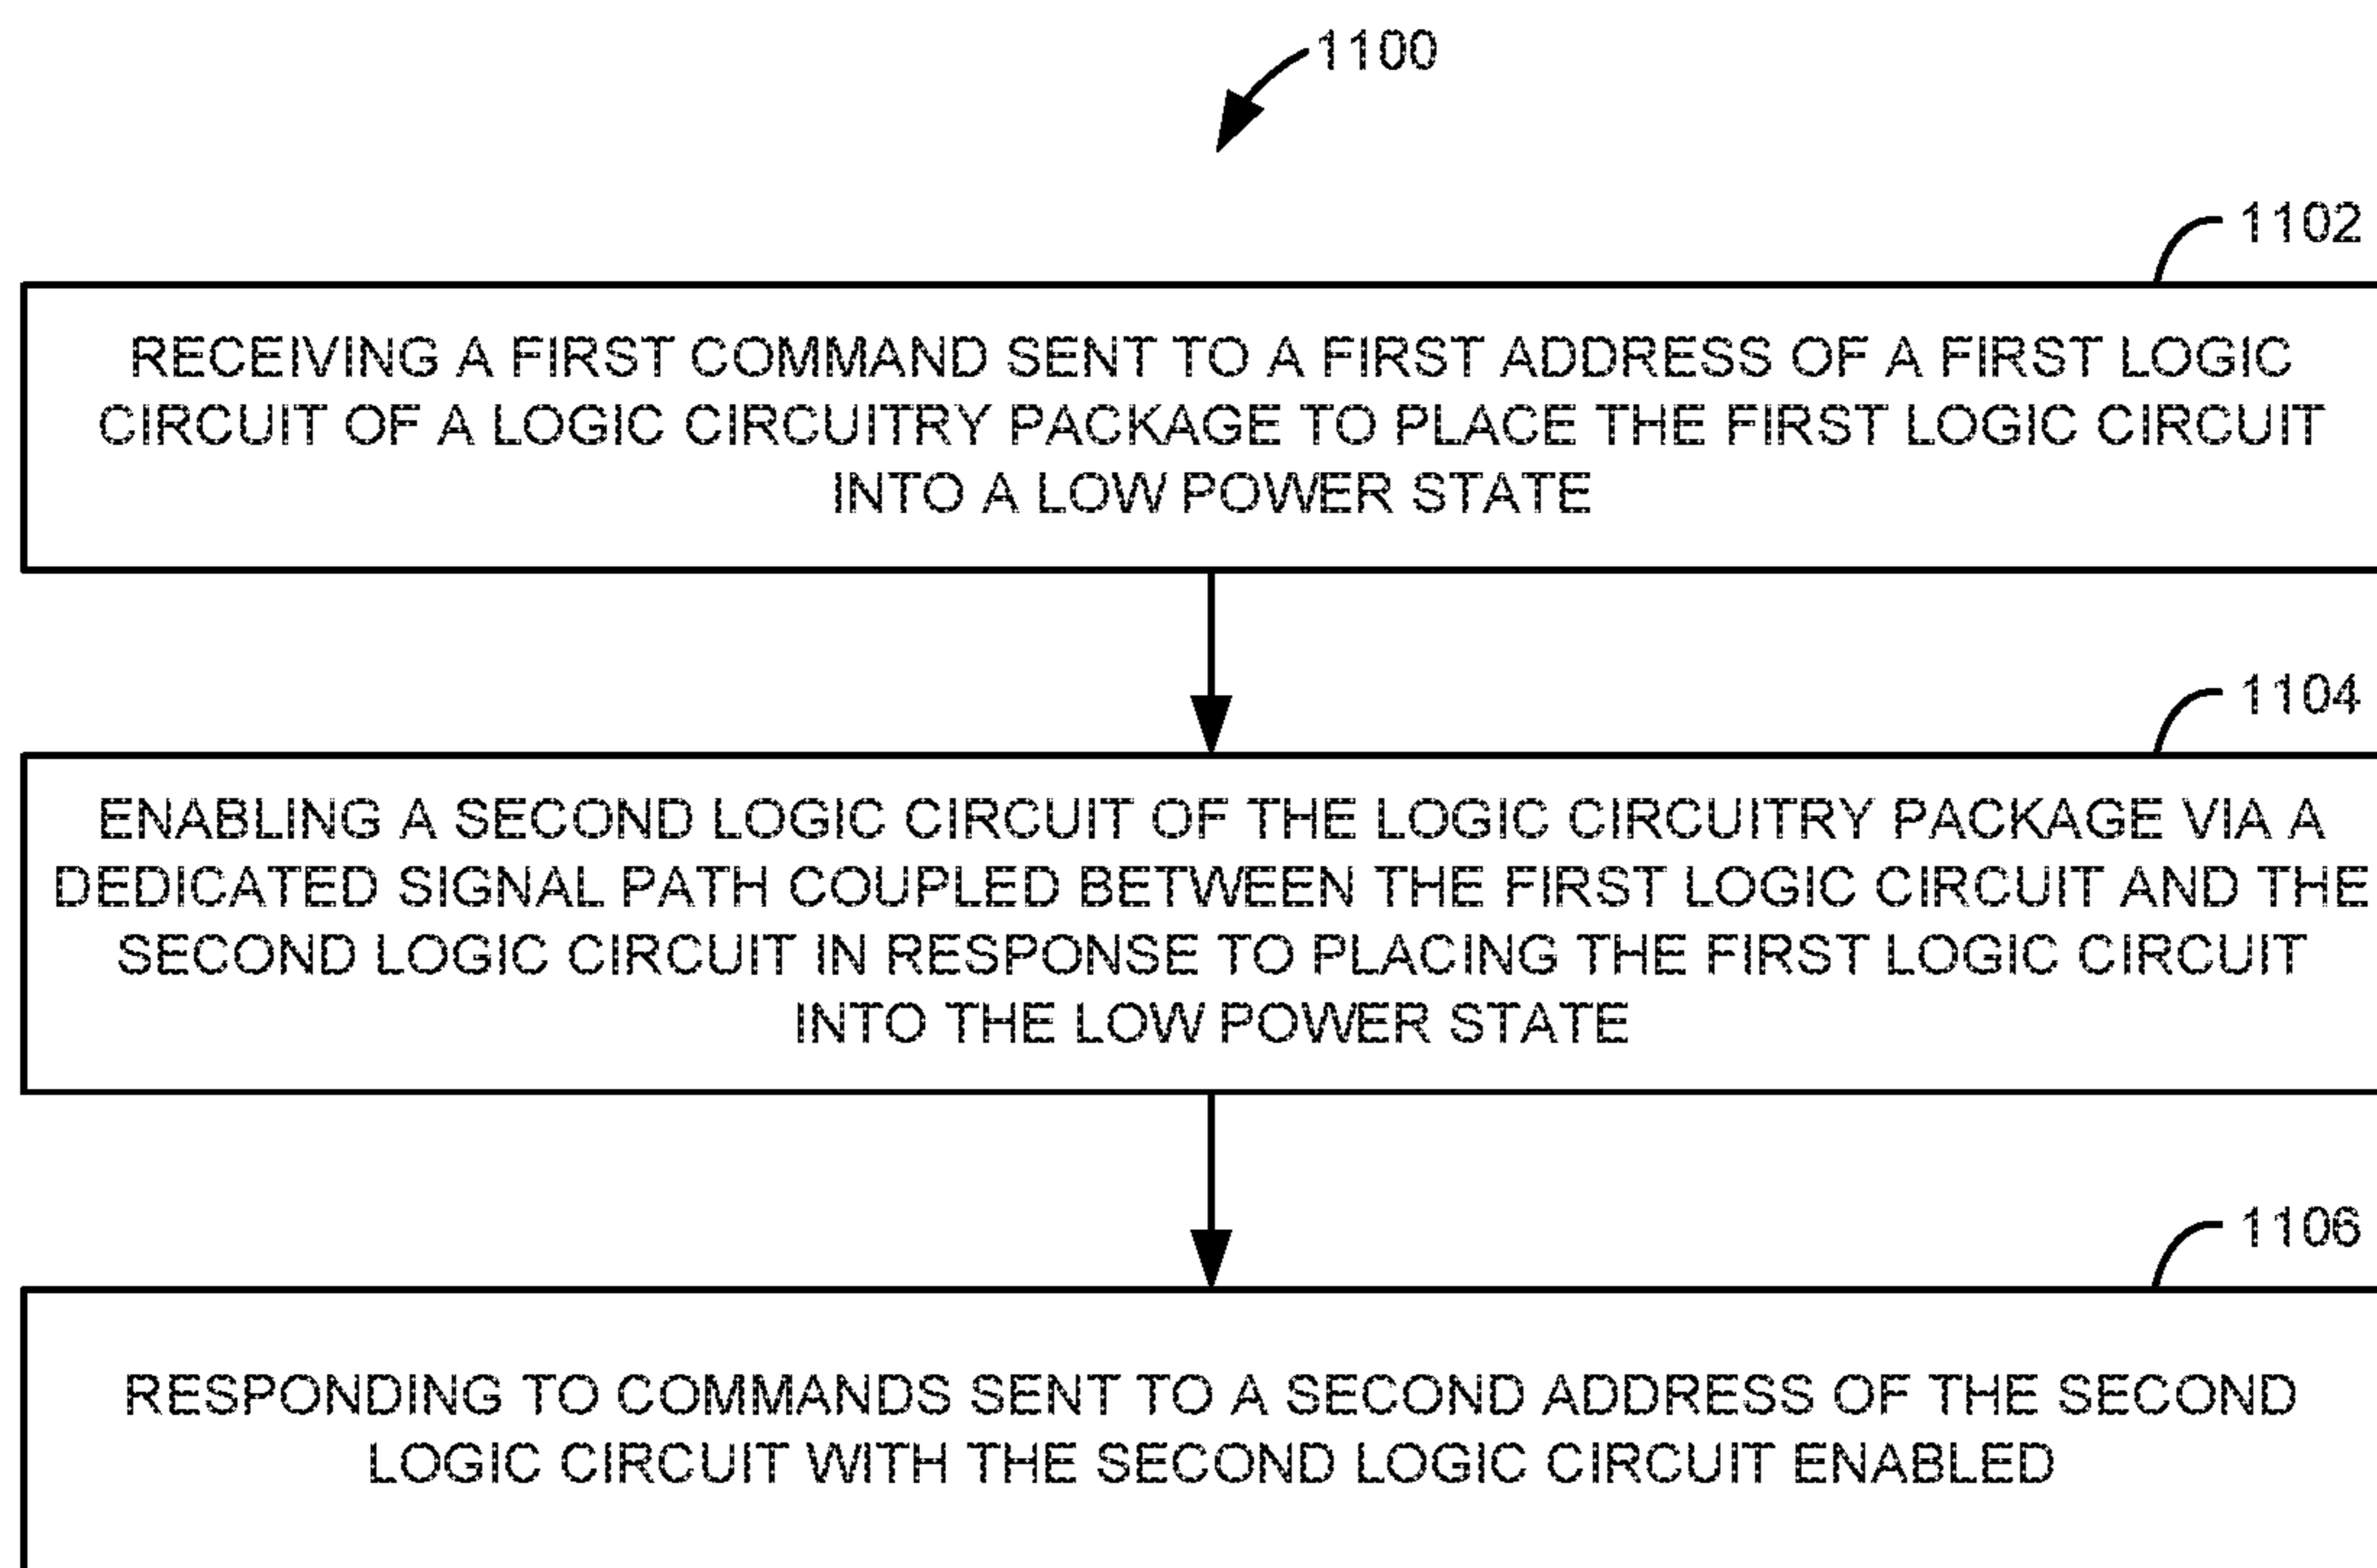 1100
1102
RECEIVING A FIRST COMMAND SENT TO A FIRST ADDRESS OF A FIRST LOGIC
CIRCUIT OF A LOGIC CIRCUITRY PACKAGE TO PLACE THE FIRST LOGIC CIRCUIT
INTO A LOW POWER STATE
1104
ENABLING A SECOND LOGIC CIRCUIT OF THE LOGIC CIRCUITRY PACKAGE VIA A
DEDICATED SIGNAL PATH COUPLED BETWEEN THE FIRST LOGIC CIRCUIT AND THE
SECOND LOGIC CIRCUIT IN RESPONSE TO PLACING THE FIRST LOGIC CIRCUIT
INTO THE LOW POWER STATE
1106
RESPONDING TO COMMANDS SENT TO A SECOND ADDRESS OF THE SECOND
LOGIC CIRCUIT WITH THE SECOND LOGIC CIRCUIT ENABLED